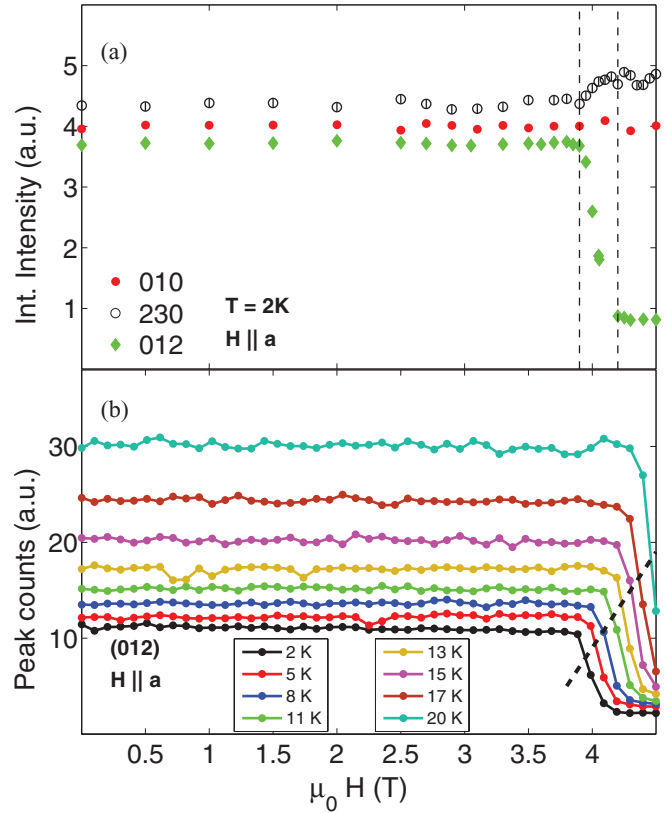 (a)
5
4
3
2
1
Int. Intensity (a.u.)
010
230
012
T = 2K
H || a
(b)
30
20
10
Peak counts (a.u.)
(012)
H || a
2 K
5 K
8 K
11 K
13 K
15 K
17 K
20 K
0.5 1 1.5 2 2.5 3 3.5 4 4.5
μ0 H (T)